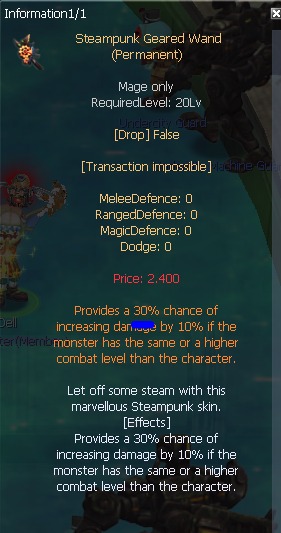 Information1/1
Steampunk Geared Wand
(Permanent)
Mage only
RequiredLevel: 20Lv
[Drop] False
[Transaction impossible]
MeleeDefence: 0
RangedDefence: 0
MagicDefence: 0
Dodge: 0
Price: 2.400
Provides a 30% chance of
increasing damage by 10% if the
monster has the same or a higher
combat level than the character.
Let off some steam with this
marvellous Steampunk skin.
[Effects]
Provides a 30% chance of
increasing damage by 10% if the
monster has the same or a higher
combat level than the character.